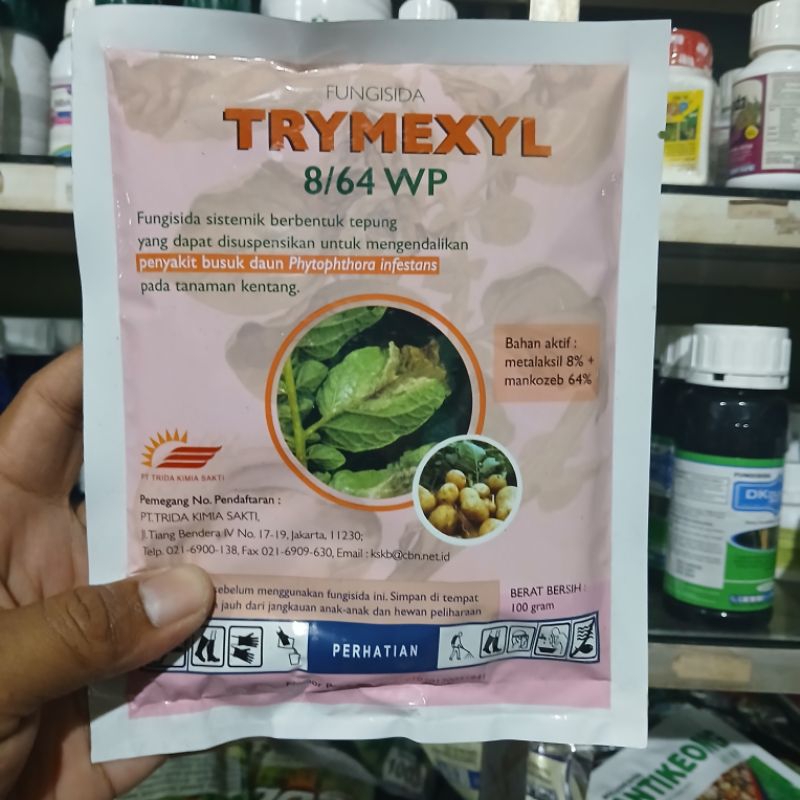 FUNGISIDA
TRYMEXYL
8/64 WP
Fungisida sistemik berbentuk tepung
yang dapat disuspensikan untuk mengendalikan
penyakit busuk daun Phytophthora infestans
pada tanaman kentang.
Bahan aktif :
metalaksil 8% +
mankozeb 64%
PT TRIDA KIMIA SAKTI
Pemegang No. Pendaftaran :
PT.TRIDA KIMIA SAKTI,
Jl.Tiang Bendera IV No. 17-19, Jakarta, 11230;
Telp. 021-6900-138, Fax 021-6909-630, Email : kskb@cbn.net.id
sebelum menggunakan fungisida ini. Simpan di tempat
jauh dari jangkauan anak-anak dan hewan peliharaan
BERAT BERSIH :
100 gram
PERHATIAN